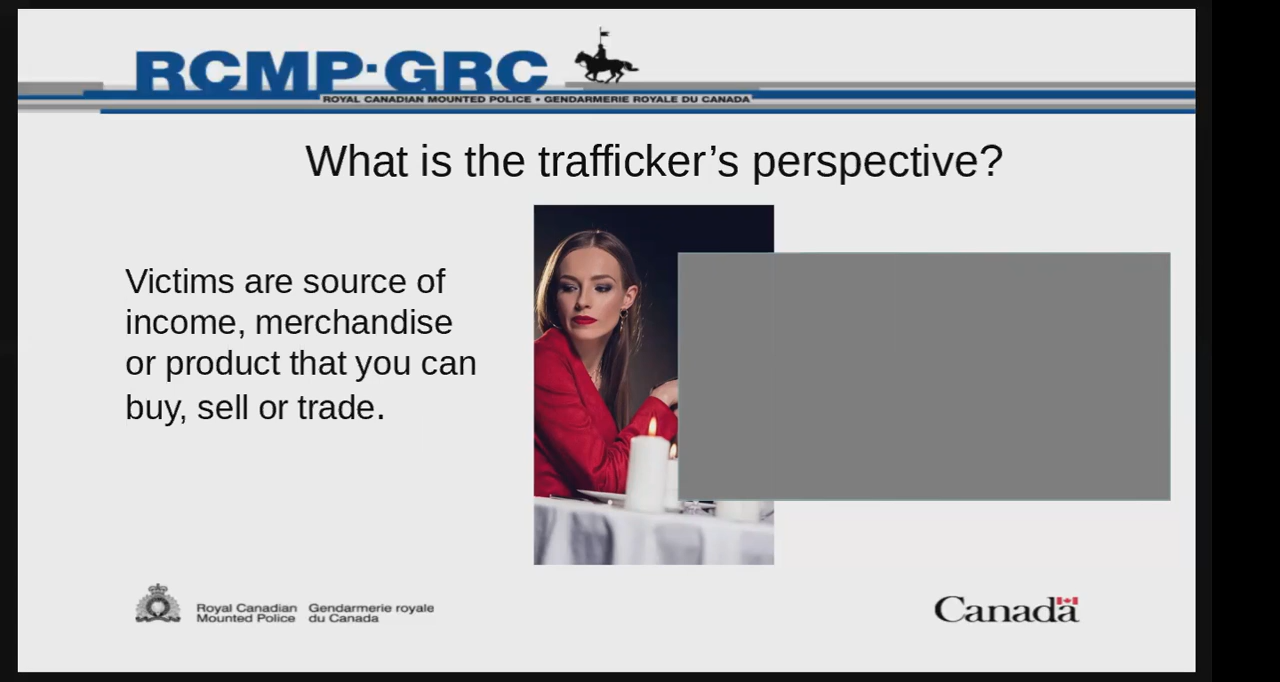 RCMP·GRC
ROYAL CANADIAN MOUNTED POLICE • GENDARMERIE ROYALE DU CANADA
What is the trafficker’s perspective?
Victims are source of
income, merchandise
or product that you can
buy, sell or trade.
Royal Canadian
Mounted Police
Gendarmerie royale
du Canada
Canada